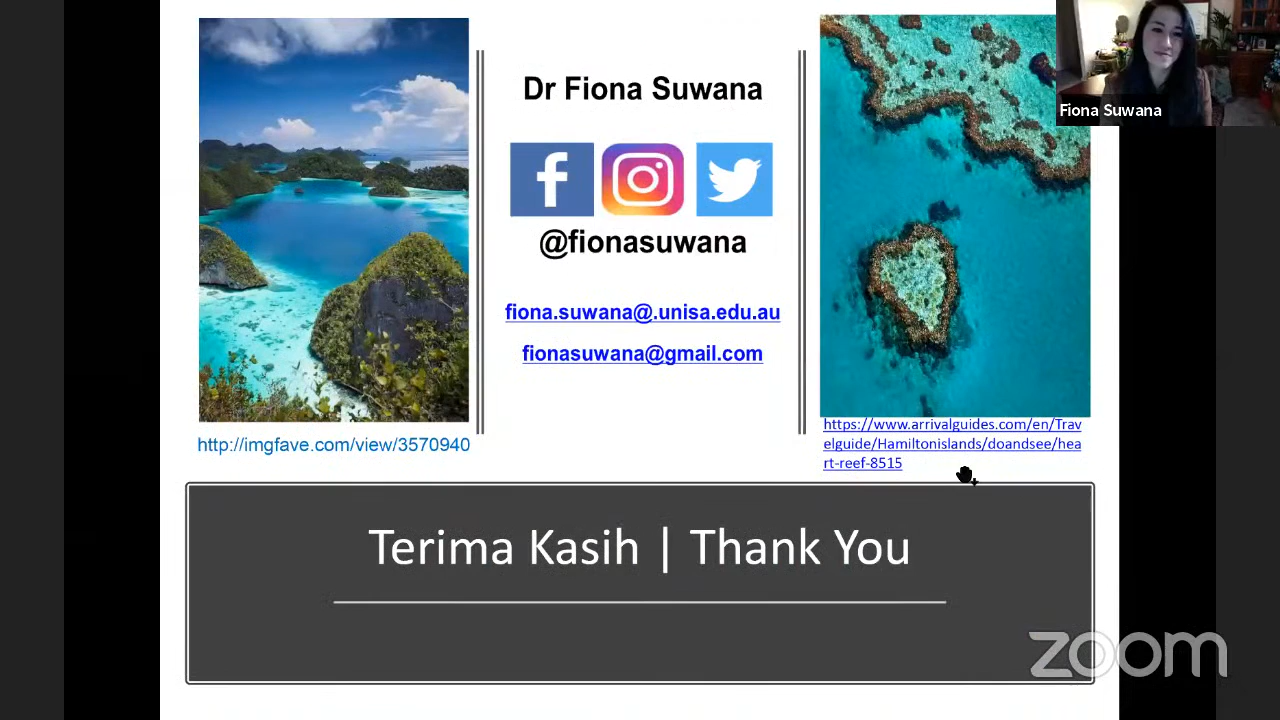 Dr Fiona Suwana
@fionasuwana
fiona.suwana@.unisa.edu.au
fionasuwana@gmail.com
http://imgfave.com/view/3570940
https://www.arrivalguides.com/en/Trav
elguide/Hamiltonislands/doandsee/hea
rt-reef-8515
Fiona Suwana
Terima Kasih | Thank You
zoom